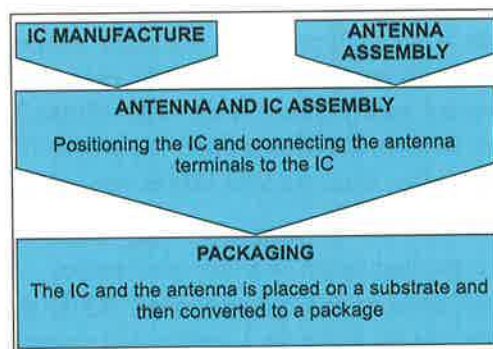 IC MANUFACTURE
ANTENNA
ASSEMBLY
ANTENNA AND IC ASSEMBLY
Positioning the IC and connecting the antenna
terminals to the IC
PACKAGING
The IC and the antenna is placed on a substrate and
then converted to a package